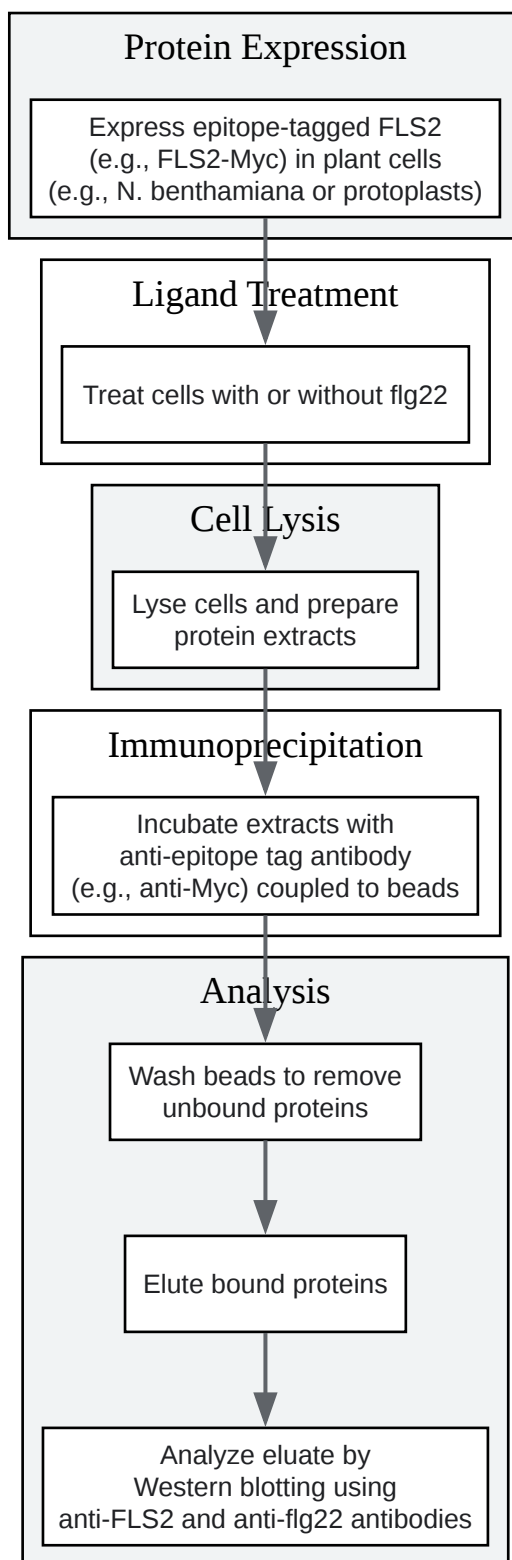 Protein Expression
Express epitope-tagged FLS2
(e.g., FLS2-Myc) in plant cells
(e.g., N. benthamiana or protoplasts)
Ligand Treatment
Treat cells with or without flg22
Cell Lysis
Lyse cells and prepare
protein extracts
Immunoprecipitation
Incubate extracts with
anti-epitope tag antibody
(e.g., anti-Myc) coupled to beads
Analysis
Wash beads to remove
unbound proteins
Elute bound proteins
Analyze eluate by
Western blotting using
anti-FLS2 and anti-flg22 antibodies